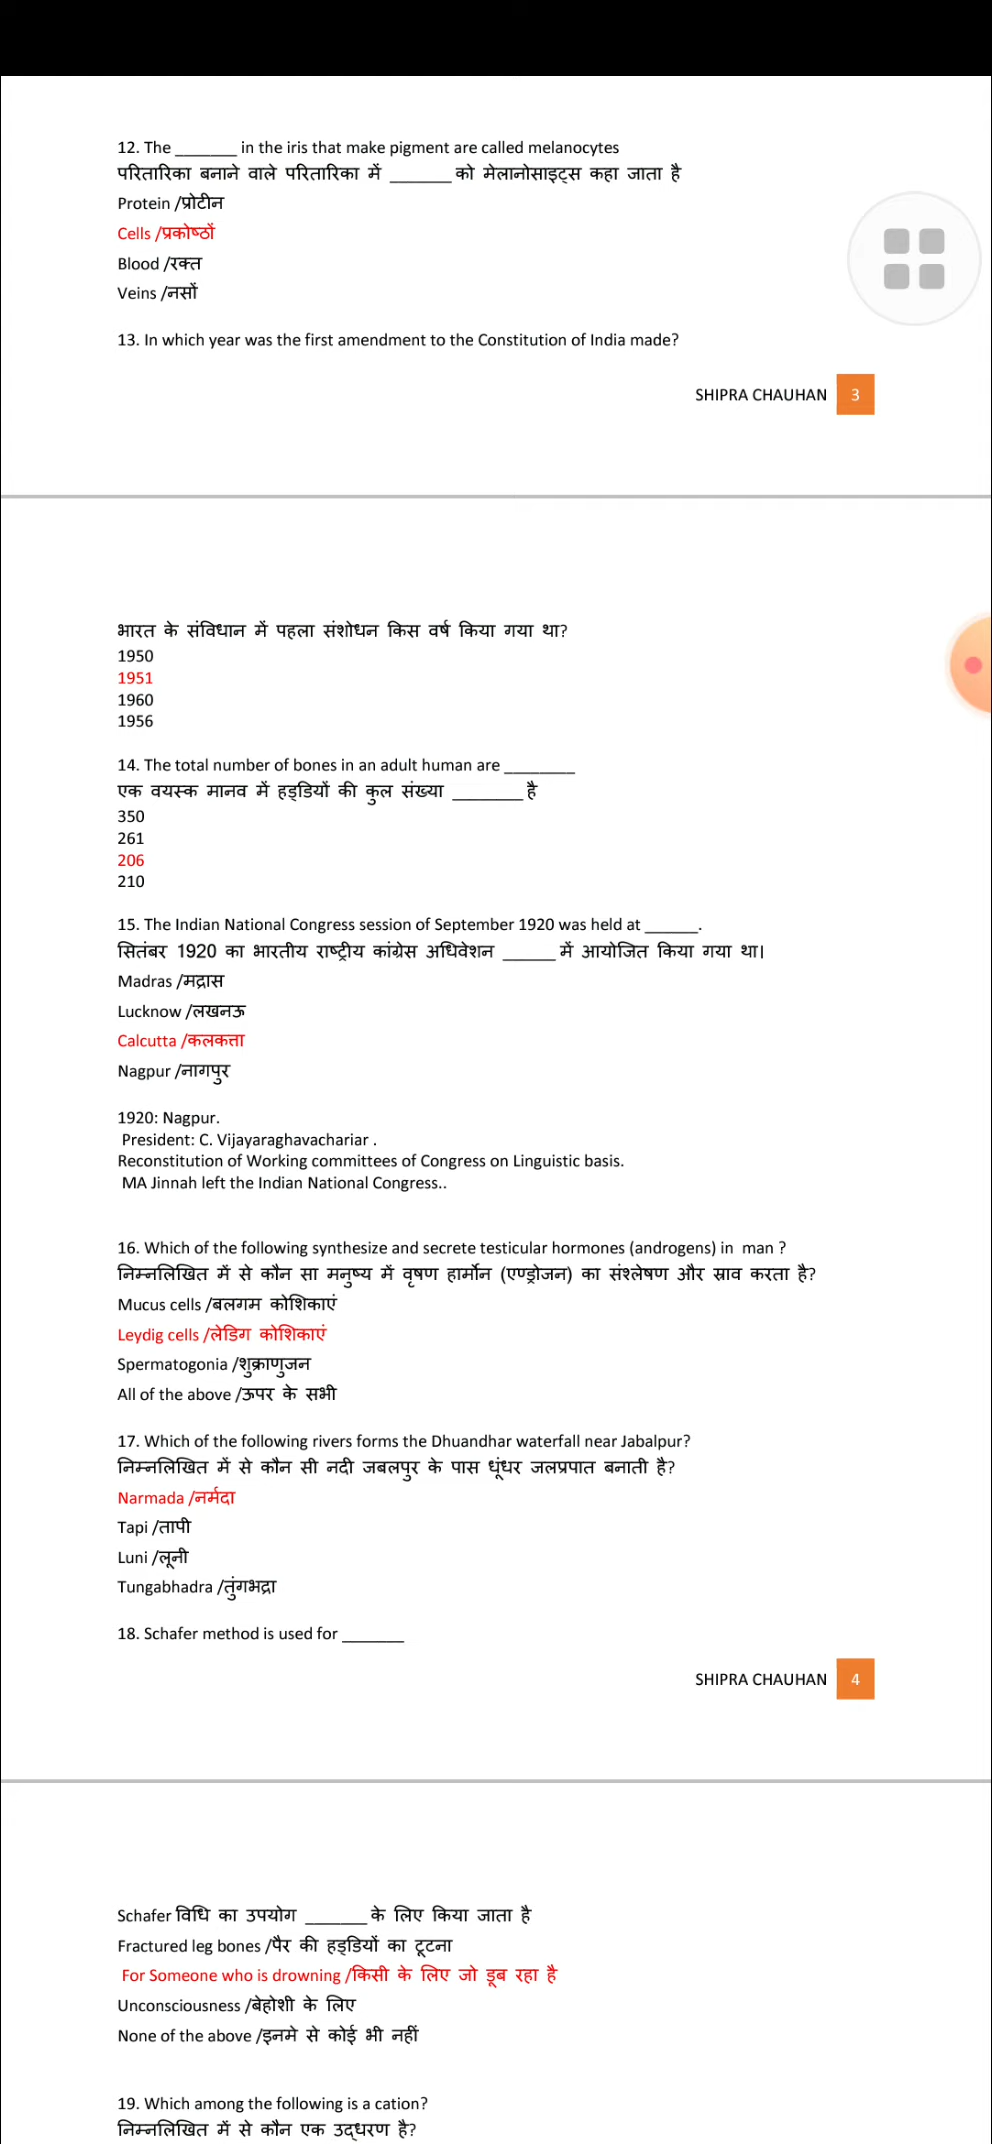 12. The _______ in the iris that make pigment are called melanocytes
परितारिका बनाने वाले परितारिका में _______ को मेलानोसाइट्स कहा जाता है
Protein /प्रोटीन
Cells /प्रकोष्ठों
Blood /रक्त
Veins /नसों
13. In which year was the first amendment to the Constitution of India made?
SHIPRA CHAUHAN 3
भारत के संविधान में पहला संशोधन किस वर्ष किया गया था?
1950
1951
1960
1956
14. The total number of bones in an adult human are ________
एक वयस्क मानव में हड्डियों की कुल संख्या ________ है
350
261
206
210
15. The Indian National Congress session of September 1920 was held at ______.
सितंबर 1920 का भारतीय राष्ट्रीय कांग्रेस अधिवेशन ______ में आयोजित किया गया था।
Madras /मद्रास
Lucknow /लखनऊ
Calcutta /कलकत्ता
Nagpur /नागपुर
1920: Nagpur.
President: C. Vijayaraghavachariar .
Reconstitution of Working committees of Congress on Linguistic basis.
MA Jinnah left the Indian National Congress..
16. Which of the following synthesize and secrete testicular hormones (androgens) in man ?
निम्नलिखित में से कौन सा मनुष्य में वृषण हार्मोन (एण्ड्रोजन) का संश्लेषण और स्राव करता है?
Mucus cells /बलगम कोशिकाएं
Leydig cells /लेडिग कोशिकाएं
Spermatogonia /शुक्राणुजन
All of the above /ऊपर के सभी
17. Which of the following rivers forms the Dhuandhar waterfall near Jabalpur?
निम्नलिखित में से कौन सी नदी जबलपुर के पास धूंधर जलप्रपात बनाती है?
Narmada /नर्मदा
Tapi /तापी
Luni /लूनी
Tungabhadra /तुंगभद्रा
18. Schafer method is used for _______
SHIPRA CHAUHAN 4
Schafer विधि का उपयोग _______ के लिए किया जाता है
Fractured leg bones /पैर की हड्डियों का टूटना
For Someone who is drowning /किसी के लिए जो डूब रहा है
Unconsciousness /बेहोशी के लिए
None of the above /इनमे से कोई भी नहीं
19. Which among the following is a cation?
निम्नलिखित में से कौन एक उद्धरण है?